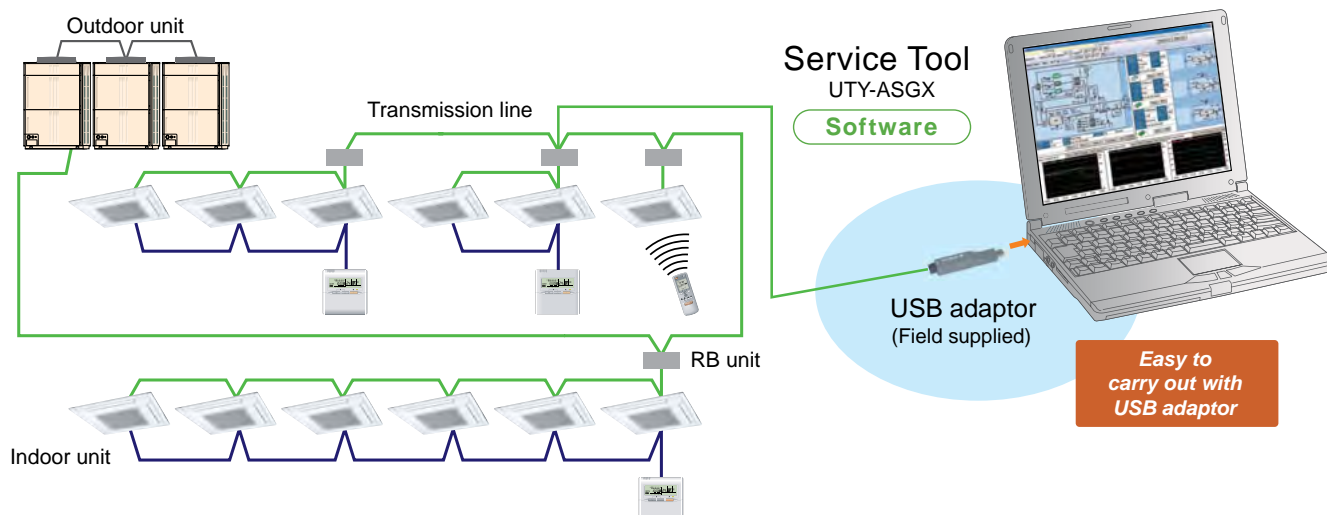 Outdoor unit
Transmission line
Service Tool
UTY-ASGX
Software
USB adaptor
(Field supplied)
Easy to
carry out with
USB adaptor
RB unit
Indoor unit